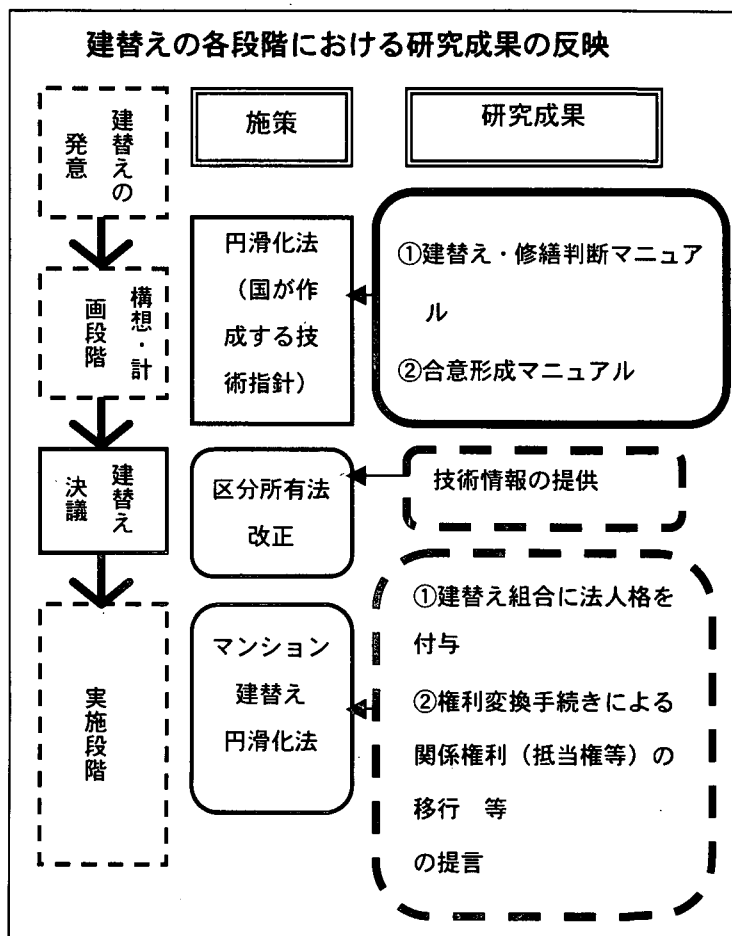 建替えの各段階における研究成果の反映
建替えの
発意
施策
研究成果
構想・計
画段階
円滑化法
（国が作
成する技
術指針）
①建替え・修繕判断マニュア
ル
②合意形成マニュアル
建替え
決議
区分所有法
改正
技術情報の提供
実施段階
マンション
建替え
円滑化法
①建替え組合に法人格を
付与
②権利変換手続きによる
関係権利（抵当権等）の
移行　等
の提言